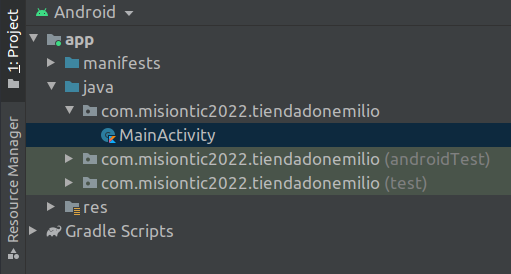 Android
1: Project
Resource Manager
app
manifests
java
com.misiontic2022.tiendadonemilio
MainActivity
com.misiontic2022.tiendadonemilio (androidTest)
com.misiontic2022.tiendadonemilio (test)
res
Gradle Scripts